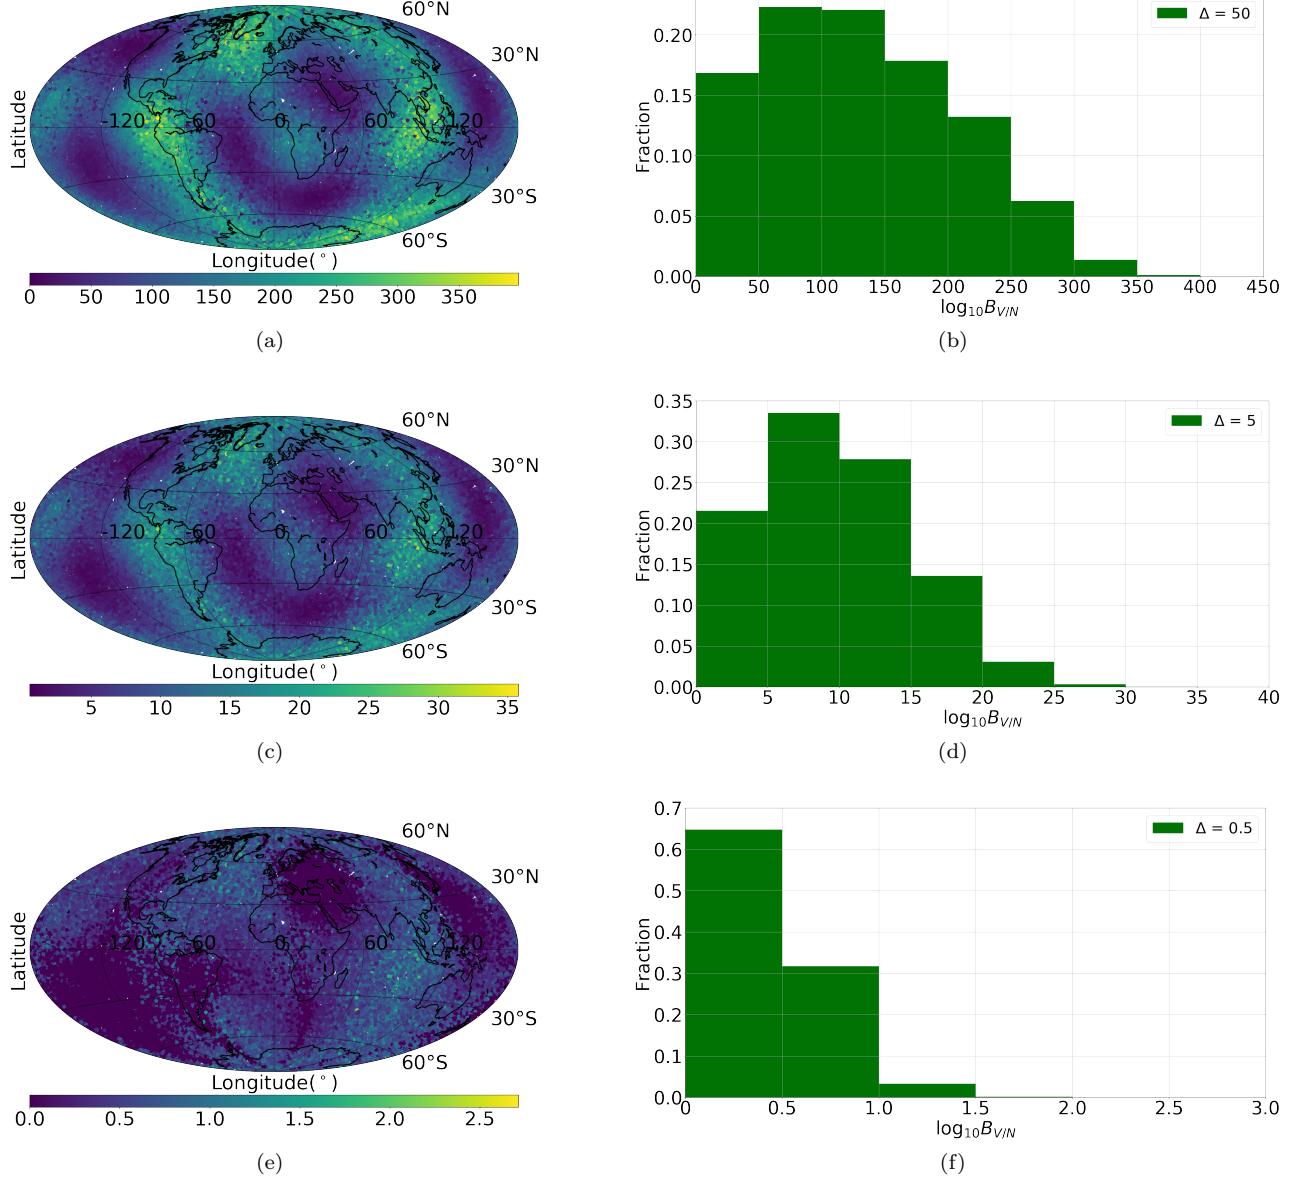 60°N
30°N
Latitude
-120 -60 0 60 120
30°S
60°S
Longitude(°)
0 50 100 150 200 250 300 350
(a)
Δ = 50
0.20
0.15
0.10
0.05
0.00
Fraction
0 50 100 150 200 250 300 350 400 450
log10BV/N
(b)
60°N
30°N
Latitude
-120 -60 0 60 120
30°S
60°S
Longitude(°)
5 10 15 20 25 30 35
(c)
0.35
Δ = 5
0.30
0.25
0.20
0.15
0.10
0.05
0.00
Fraction
0 5 10 15 20 25 30 35 40
log10BV/N
(d)
60°N
30°N
Latitude
-120 -60 0 60 120
30°S
60°S
Longitude(°)
0.0 0.5 1.0 1.5 2.0 2.5
(e)
0.7
Δ = 0.5
0.6
0.5
0.4
0.3
0.2
0.1
0.0
Fraction
0 0.5 1.0 1.5 2.0 2.5 3.0
log10BV/N
(f)